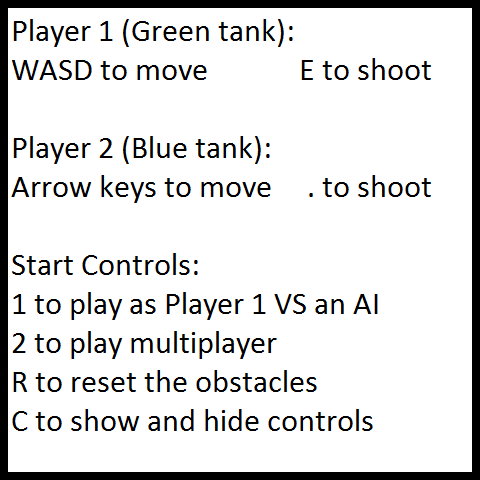 Player 1 (Green tank):
WASD to move E to shoot
Player 2 (Blue tank):
Arrow keys to move . to shoot
Start Controls:
1 to play as Player 1 VS an AI
2 to play multiplayer
R to reset the obstacles
C to show and hide controls